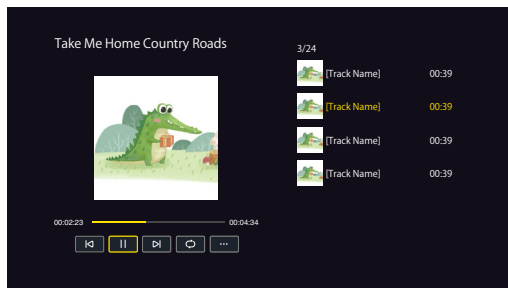 Take Me Home Country Roads
00:02:23
00:04:34
3/24
[Track Name] 00:39
[Track Name] 00:39
[Track Name] 00:39
[Track Name] 00:39